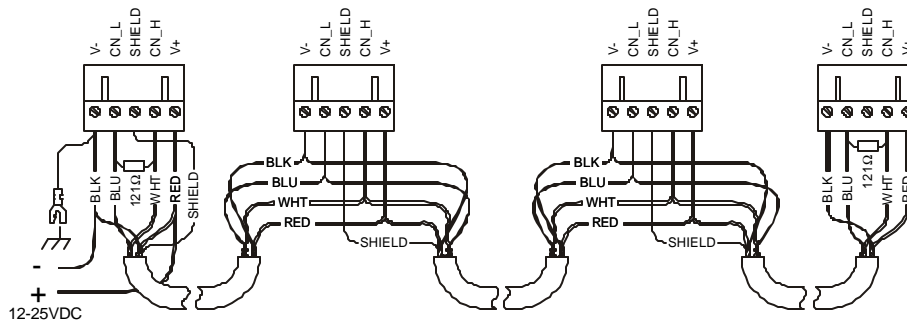 V- CN_L SHIELD CN_H V+
V- CN_L SHIELD CN_H V+
V- CN_L SHIELD CN_H V+
V- CN_L SHIELD CN_H V+
BLK BLU 121Ω WHT RED SHIELD
BLK
BLU
WHT
RED
SHIELD
BLK
BLU
WHT
RED
SHIELD
BLK BLU 121Ω WHT RED
-
+
12-25VDC